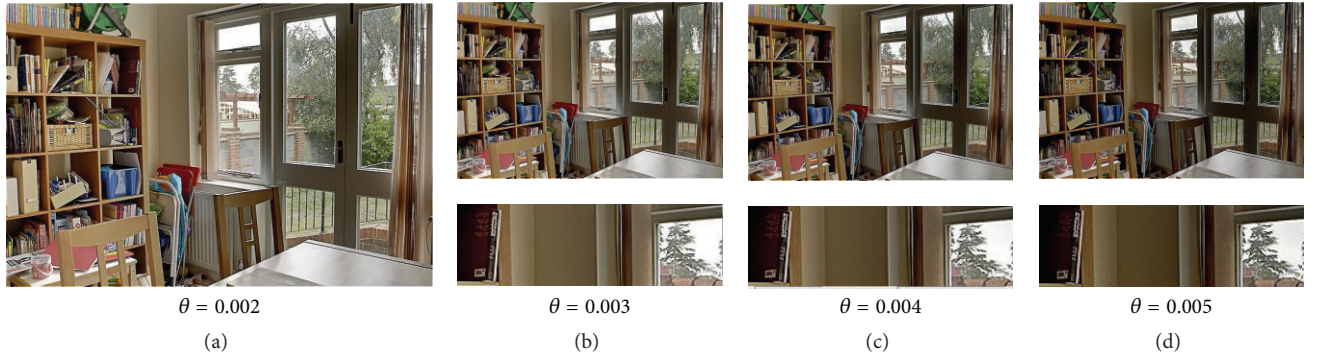 θ = 0.002
θ = 0.003
θ = 0.004
θ = 0.005
(a)
(b)
(c)
(d)